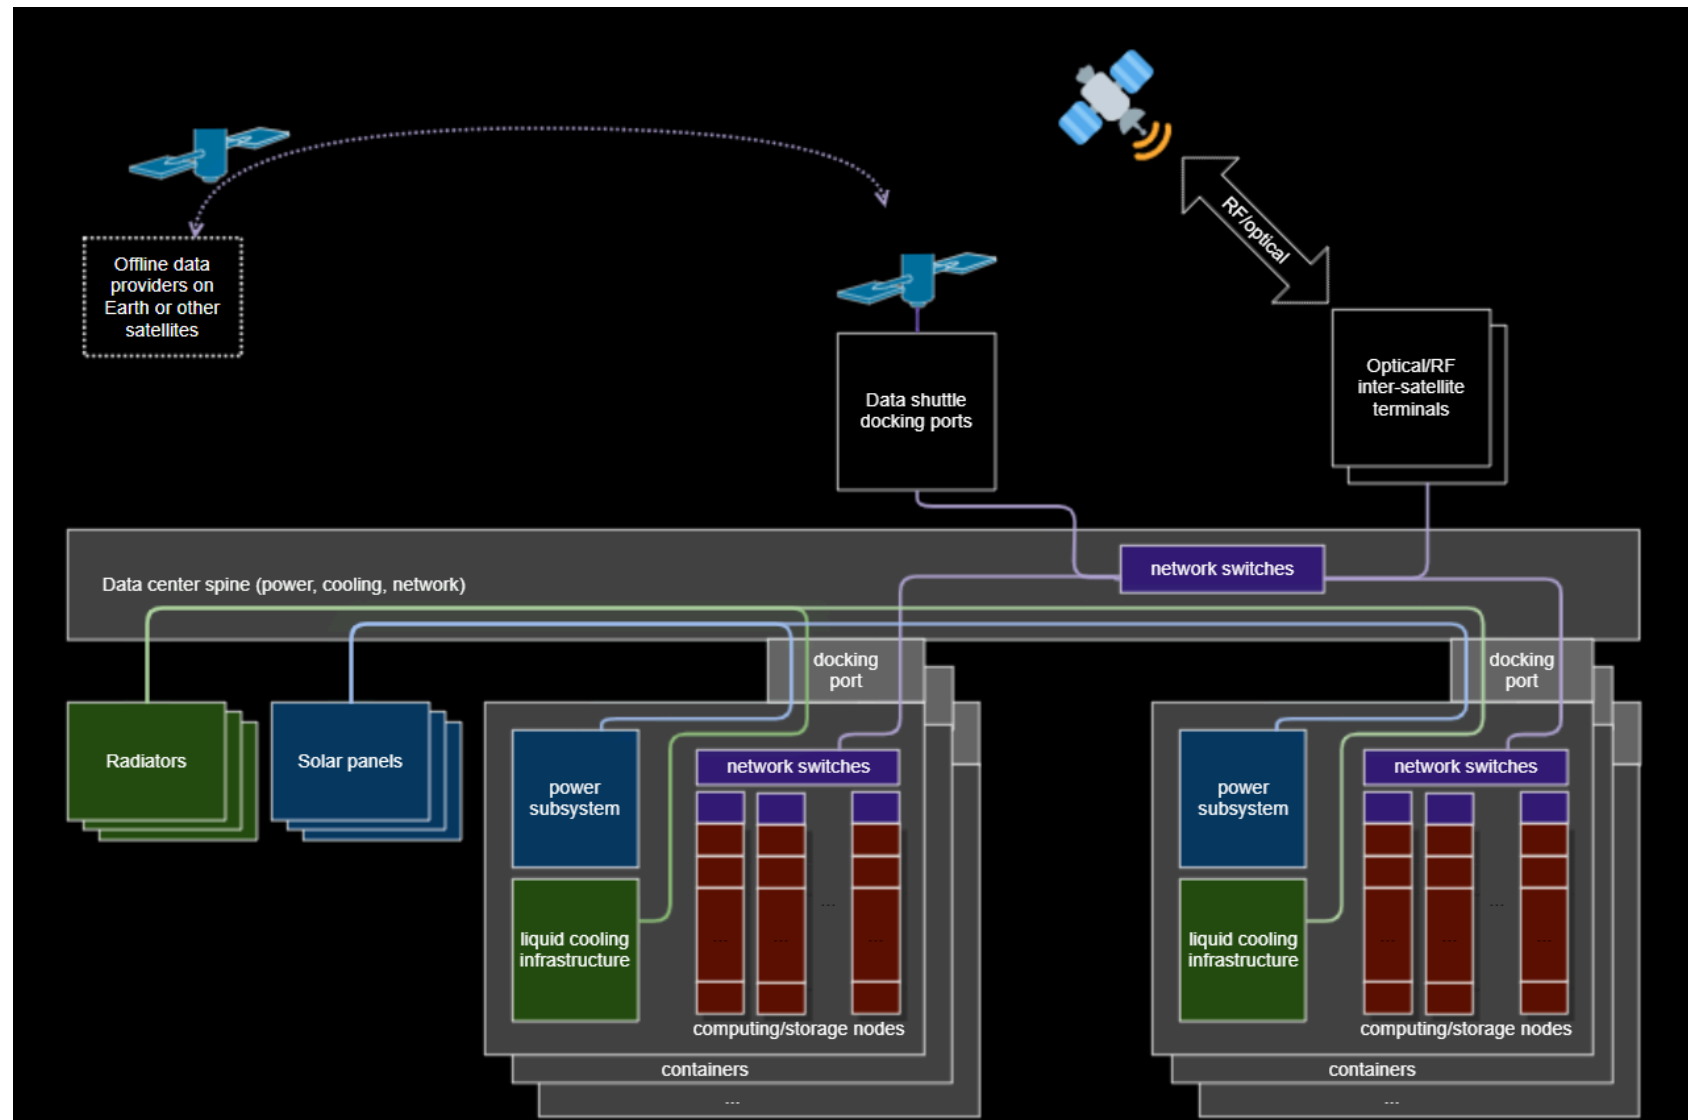 Offline data
providers on
Earth or other
satellites
RF/optical
Data shuttle
docking ports
Optical/RF
inter-satellite
terminals
network switches
Data center spine (power, cooling, network)
docking
port
docking
port
Radiators
Solar panels
power
subsystem
network switches
liquid cooling
infrastructure
...
...
...
...
computing/storage nodes
containers
...
power
subsystem
network switches
liquid cooling
infrastructure
...
...
...
...
computing/storage nodes
containers
...